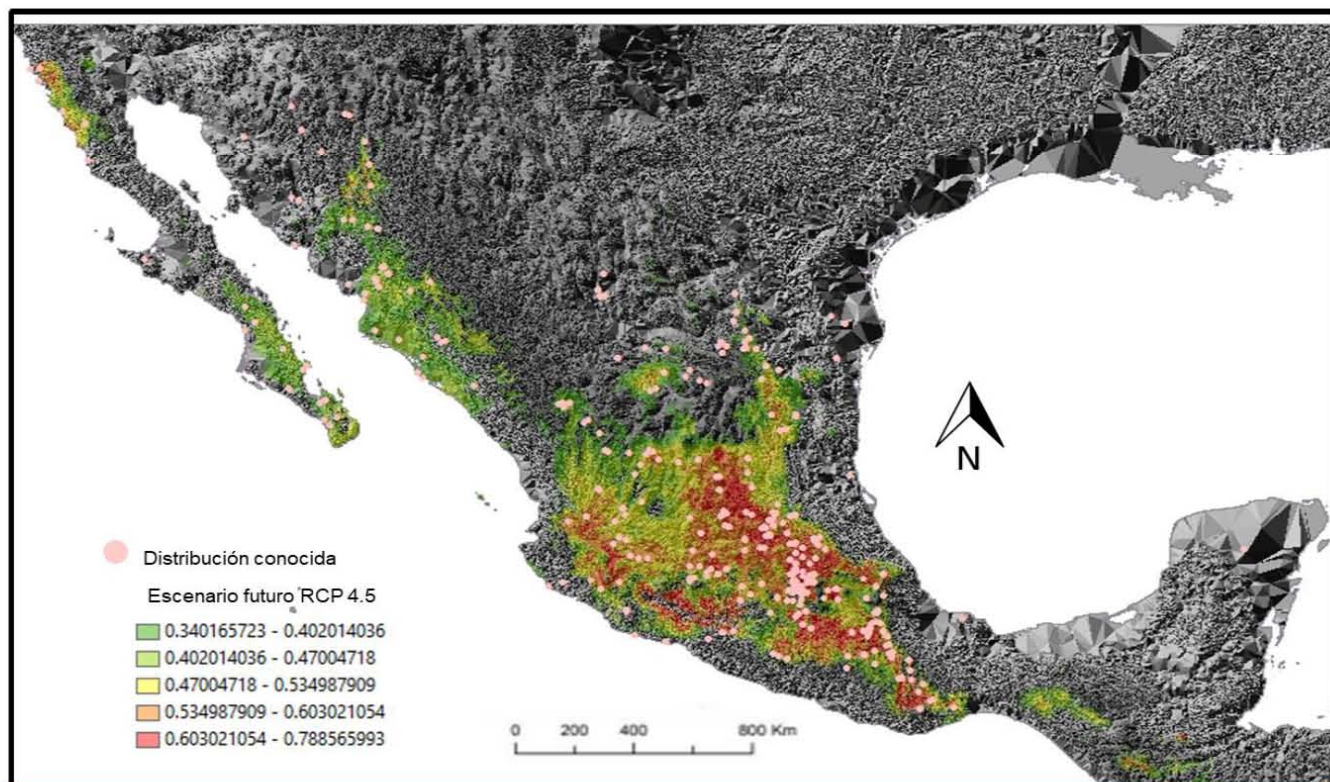 N
Distribución conocida
Escenario futuro RCP 4.5
0.340165723 - 0.402014036
0.402014036 - 0.47004718
0.47004718 - 0.534987909
0.534987909 - 0.603021054
0.603021054 - 0.788565993
0 200 400 800 Km